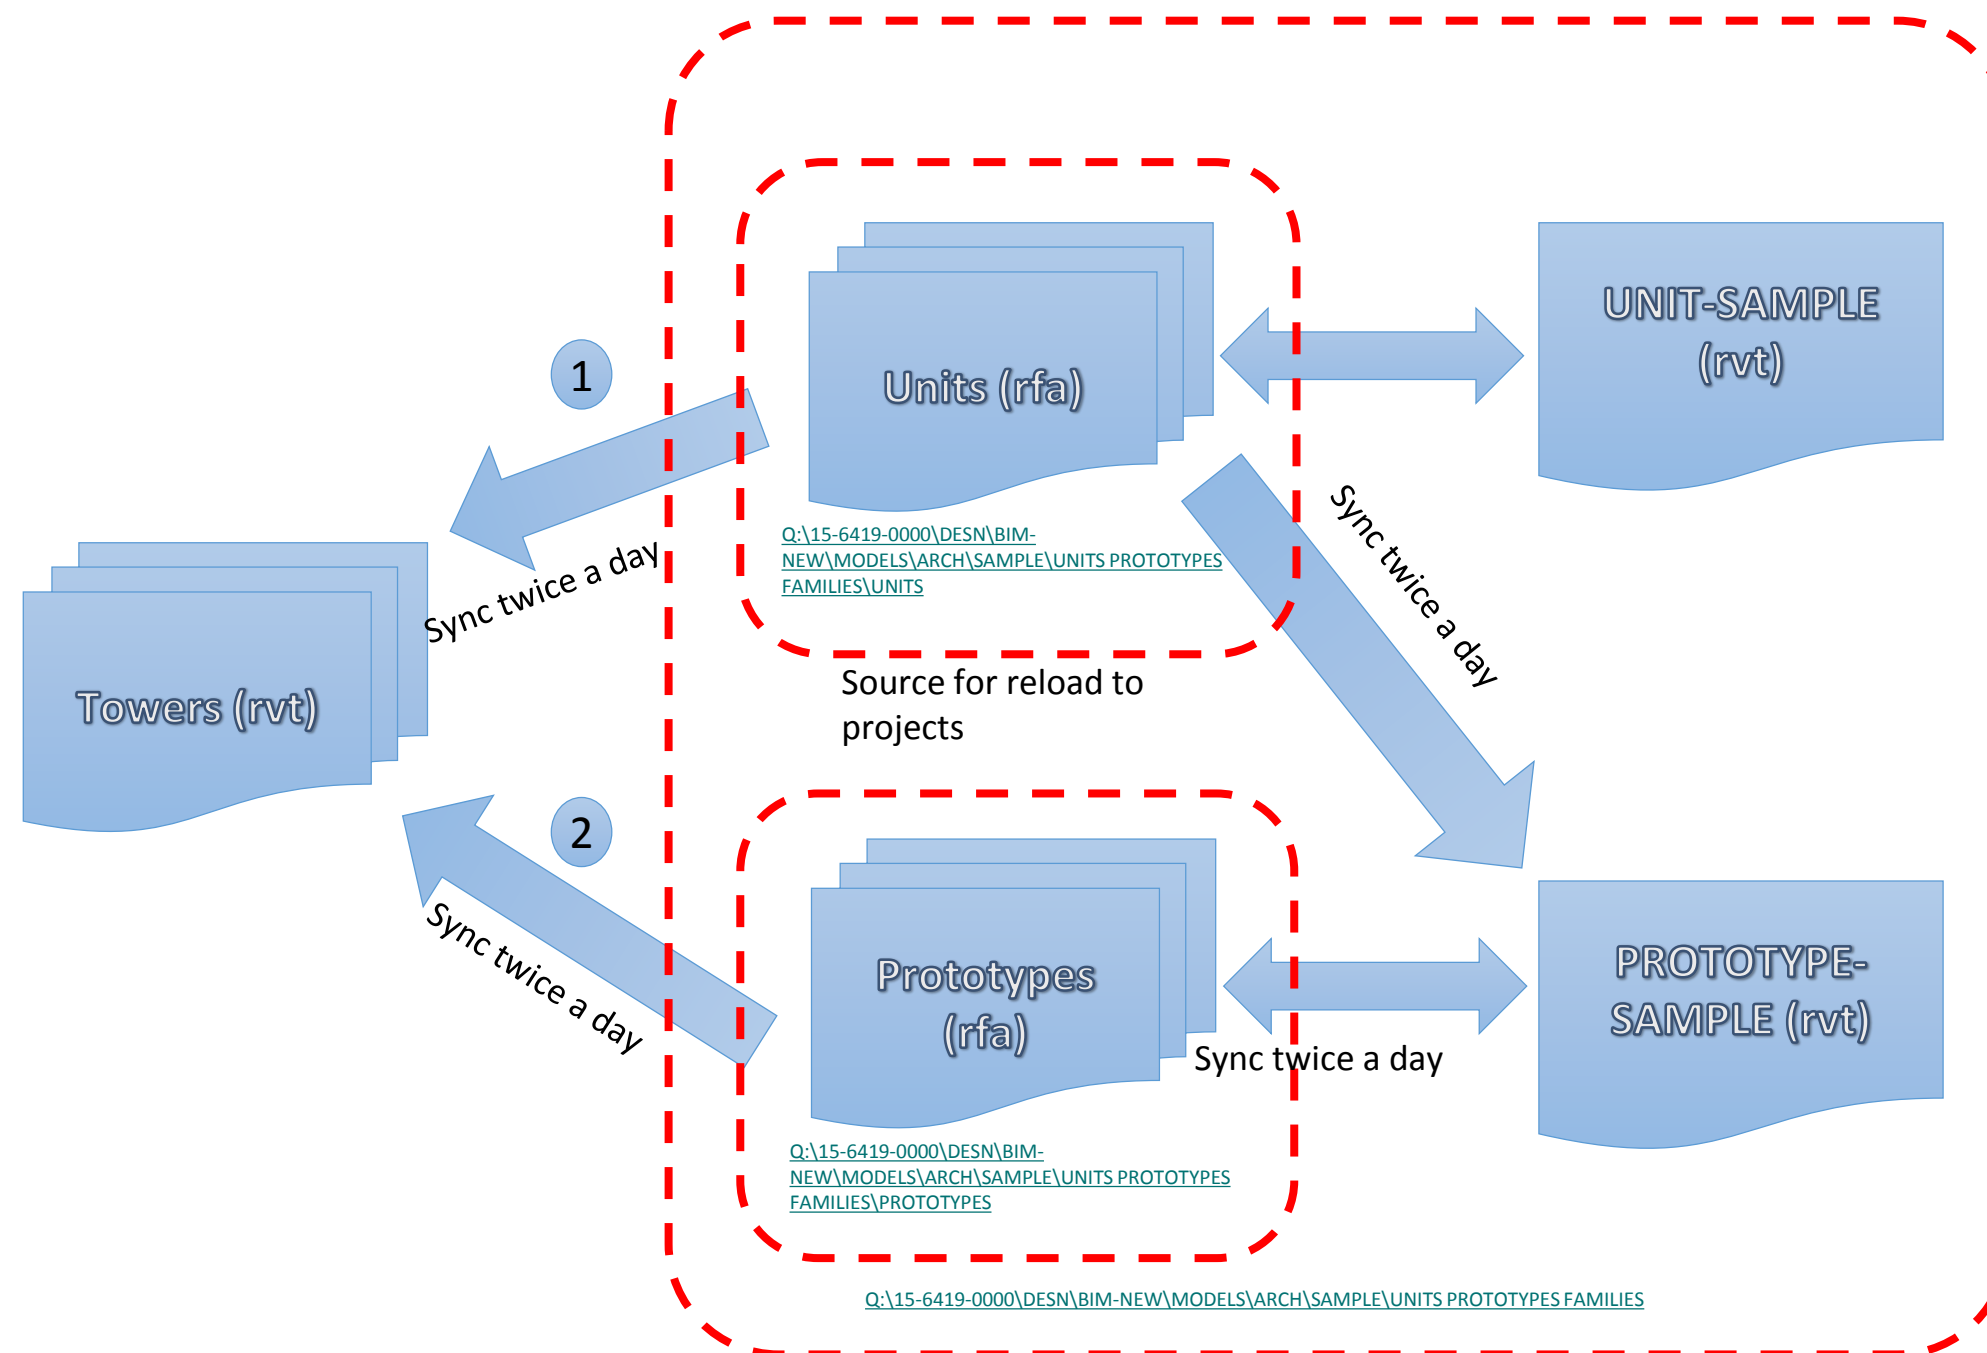 UNIT-SAMPLE
(rvt)
1
Units (rfa)
Sync twice a day
Q:\15-6419-0000\DESN\BIM-
NEW\MODELS\ARCH\SAMPLE\UNITS PROTOTYPES
FAMILIES\UNITS
Sync twice a day
Source for reload to
projects
Towers (rvt)
2
Sync twice a day
Prototypes
(rfa)
Sync twice a day
PROTOTYPE-
SAMPLE (rvt)
Q:\15-6419-0000\DESN\BIM-
NEW\MODELS\ARCH\SAMPLE\UNITS PROTOTYPES
FAMILIES\PROTOTYPES
Q:\15-6419-0000\DESN\BIM-NEW\MODELS\ARCH\SAMPLE\UNITS PROTOTYPES FAMILIES